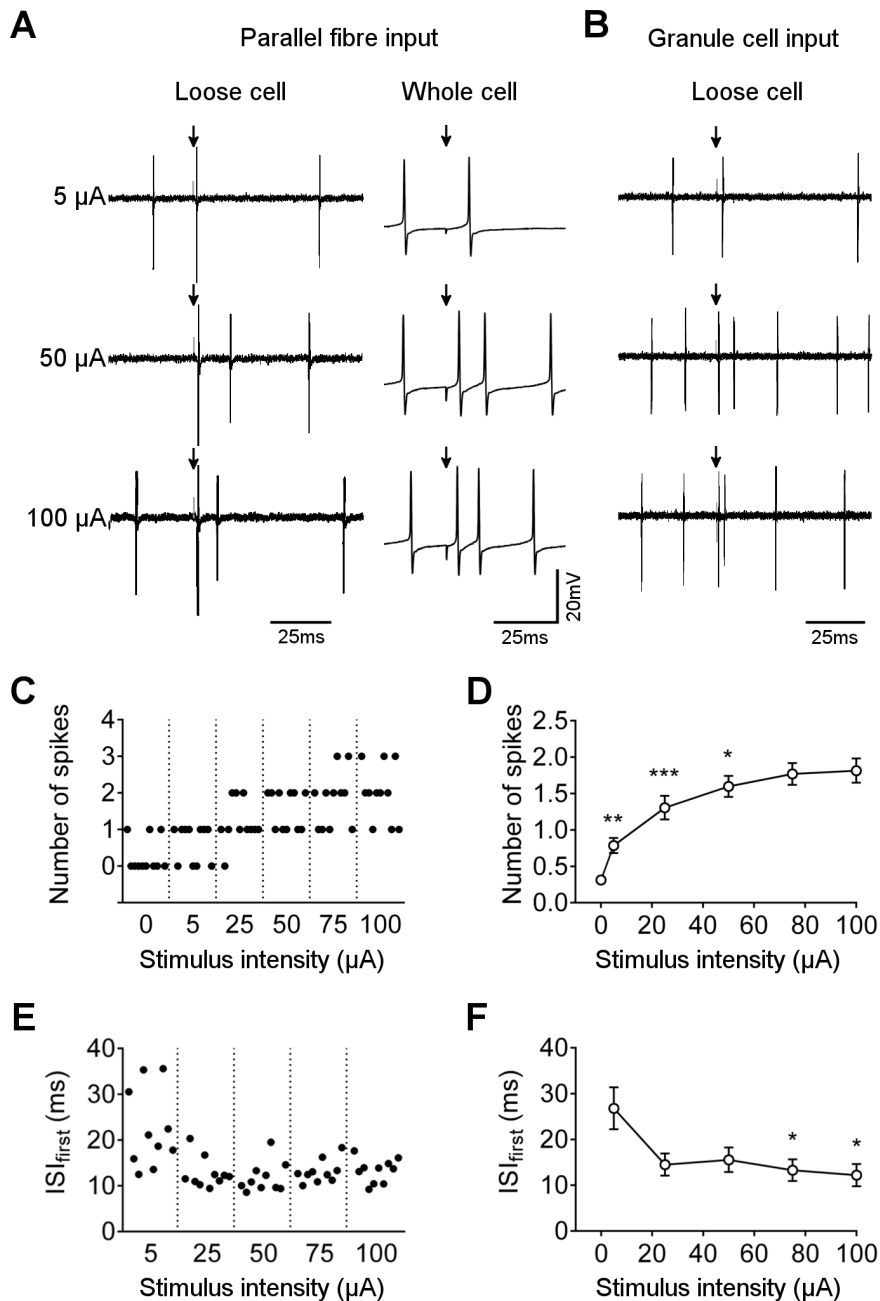 A
Parallel fibre input
Loose cell
Whole cell
5 µA
50 µA
100 µA
20mV
25ms
25ms
B
Granule cell input
Loose cell
25ms
C
Number of spikes
4
3
2
1
0
0 5 25 50 75 100
Stimulus intensity (µA)
D
Number of spikes
2.5
2.0
1.5
1.0
0.5
0.0
**
***
*
0 20 40 60 80 100
Stimulus intensity (µA)
E
ISIfirst (ms)
40
30
20
10
0
5 25 50 75 100
Stimulus intensity (µA)
F
ISIfirst (ms)
40
30
20
10
0
*
*
0 20 40 60 80 100
Stimulus intensity (µA)